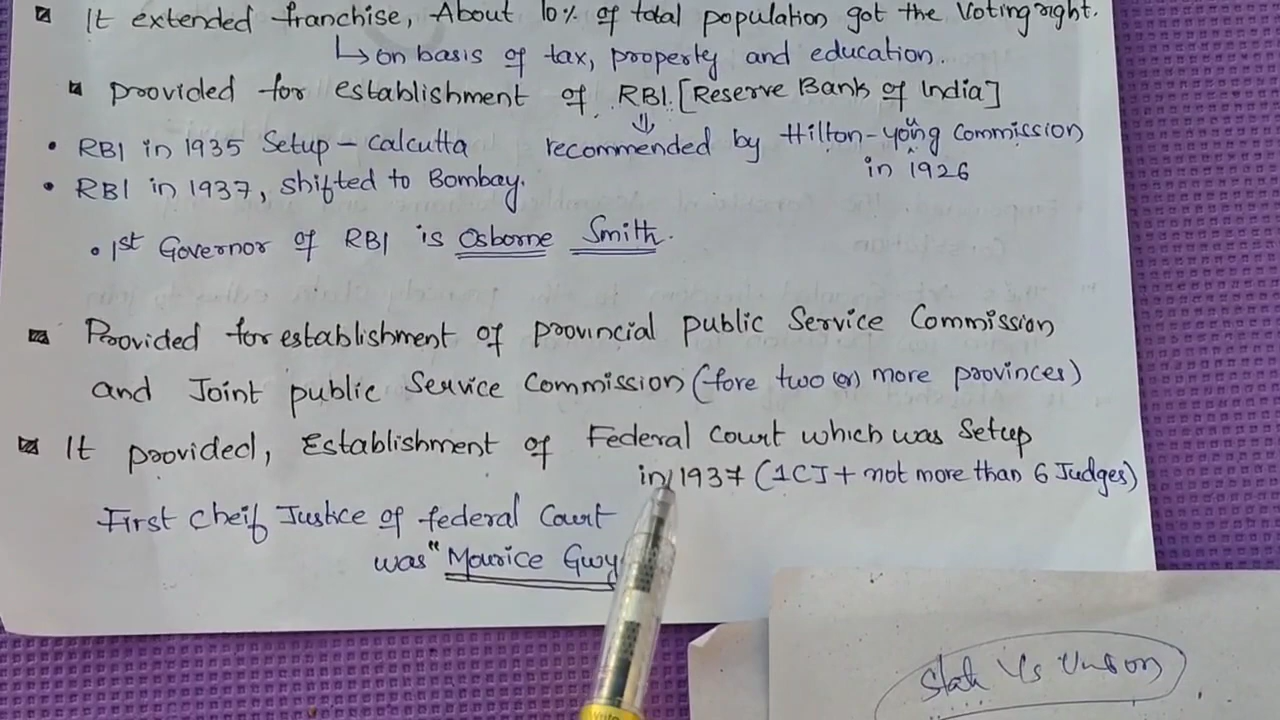 It extended franchise, About 10% of total population got the Voting right.
↳ on basis of tax, property and education.
provided for establishment of RBI. [Reserve Bank of India]
⇓
• RBI in 1935 Setup - Calcutta
recommended by Hilton-young Commission
in 1926
• RBI in 1937, shifted to Bombay.
• 1st Governor of RBI is Osborne Smith.
Provided for establishment of provincial public Service Commission
and Joint public Service Commission (fore two (or) more provinces)
It provided, Establishment of Federal Court which was Setup
in 1937 (1CJ + not more than 6 Judges)
First Cheif Justice of federal Court
was "Mourice Gwy
State Vs Union